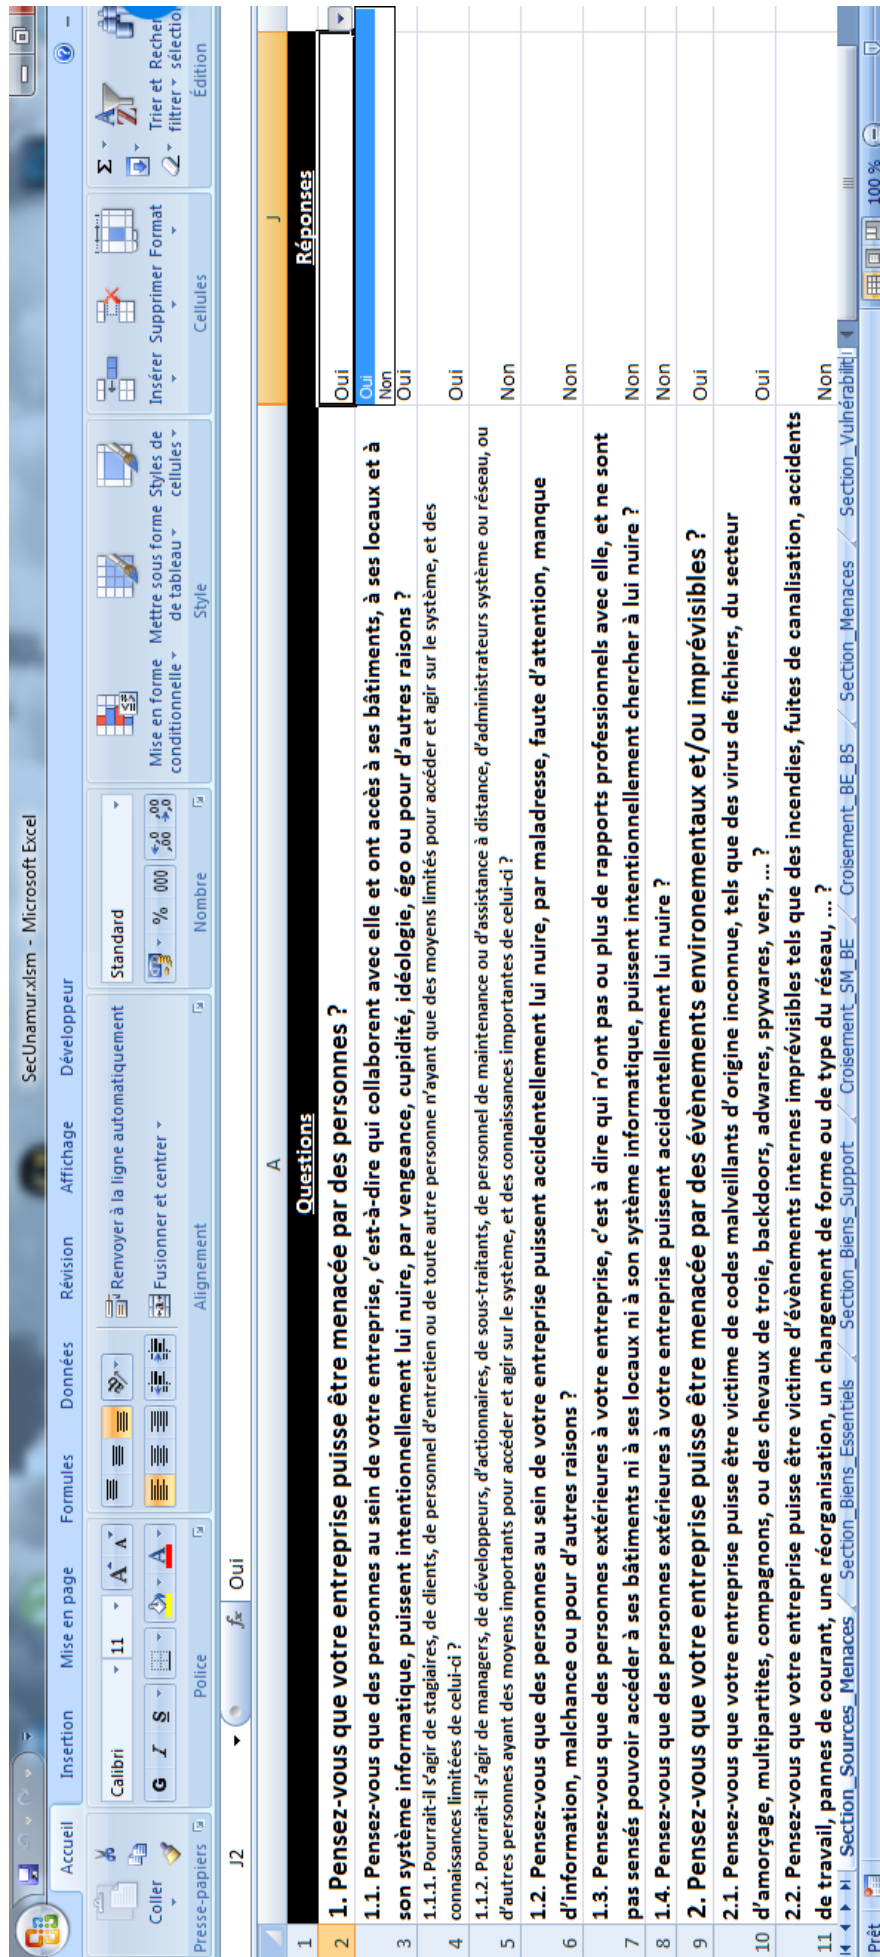 SecUnamur.xlsm - Microsoft Excel
Accueil Insertion Mise en page Formules Données Révision Affichage Développeur
Coller
Presse-papiers
Calibri 11
G I S
Police
Renvoyer à la ligne automatiquement
Fusionner et centrer
Alignement
Standard
% 000
Nombre
Mise en forme conditionnelle
Mettre sous forme de tableau
Styles de cellules
Style
Insérer Supprimer Format
Cellules
Σ
Trier et filtrer
Recher
sélection
Édition
J2 fx Oui
A J
1 Questions Réponses
2 1. Pensez-vous que votre entreprise puisse être menacée par des personnes ? Oui
Oui
Non
1.1. Pensez-vous que des personnes au sein de votre entreprise, c'est-à-dire qui collaborent avec elle et ont accès à ses bâtiments, à ses locaux et à
3 son système informatique, puissent intentionnellement lui nuire, par vengeance, cupidité, idéologie, égo ou pour d'autres raisons ? Oui
1.1.1. Pourrait-il s'agir de stagiaires, de clients, de personnel d'entretien ou de toute autre personne n'ayant que des moyens limités pour accéder et agir sur le système, et des
4 connaissances limitées de celui-ci ? Oui
1.1.2. Pourrait-il s'agir de managers, de développeurs, d'actionnaires, de sous-traitants, de personnel de maintenance ou d'assistance à distance, d'administrateurs système ou réseau, ou
5 d'autres personnes ayant des moyens importants pour accéder et agir sur le système, et des connaissances importantes de celui-ci ? Non
1.2. Pensez-vous que des personnes au sein de votre entreprise puissent accidentellement lui nuire, par maladresse, faute d'attention, manque
6 d'information, malchance ou pour d'autres raisons ? Non
1.3. Pensez-vous que des personnes extérieures à votre entreprise, c'est à dire qui n'ont pas ou plus de rapports professionnels avec elle, et ne sont
7 pas sensés pouvoir accéder à ses bâtiments ni à ses locaux ni à son système informatique, puissent intentionnellement chercher à lui nuire ? Non
8 1.4. Pensez-vous que des personnes extérieures à votre entreprise puissent accidentellement lui nuire ? Non
9 2. Pensez-vous que votre entreprise puisse être menacée par des évènements environementaux et/ou imprévisibles ? Oui
2.1. Pensez-vous que votre entreprise puisse être victime de codes malveillants d'origine inconnue, tels que des virus de fichiers, du secteur
10 d'amorçage, multipartites, compagnons, ou des chevaux de troie, backdoors, adwares, spywares, vers, ... ? Oui
2.2. Pensez-vous que votre entreprise puisse être victime d'évènements internes imprévisibles tels que des incendies, fuites de canalisation, accidents
11 de travail, pannes de courant, une réorganisation, un changement de forme ou de type du réseau, ... ? Non
Section_Sources_Menaces Section_Biens_Essentiels Section_Biens_Support Croisement_SM_BE Croisement_BE_BS Section_Menaces Section_Vulnérabilit
Prêt 100 %